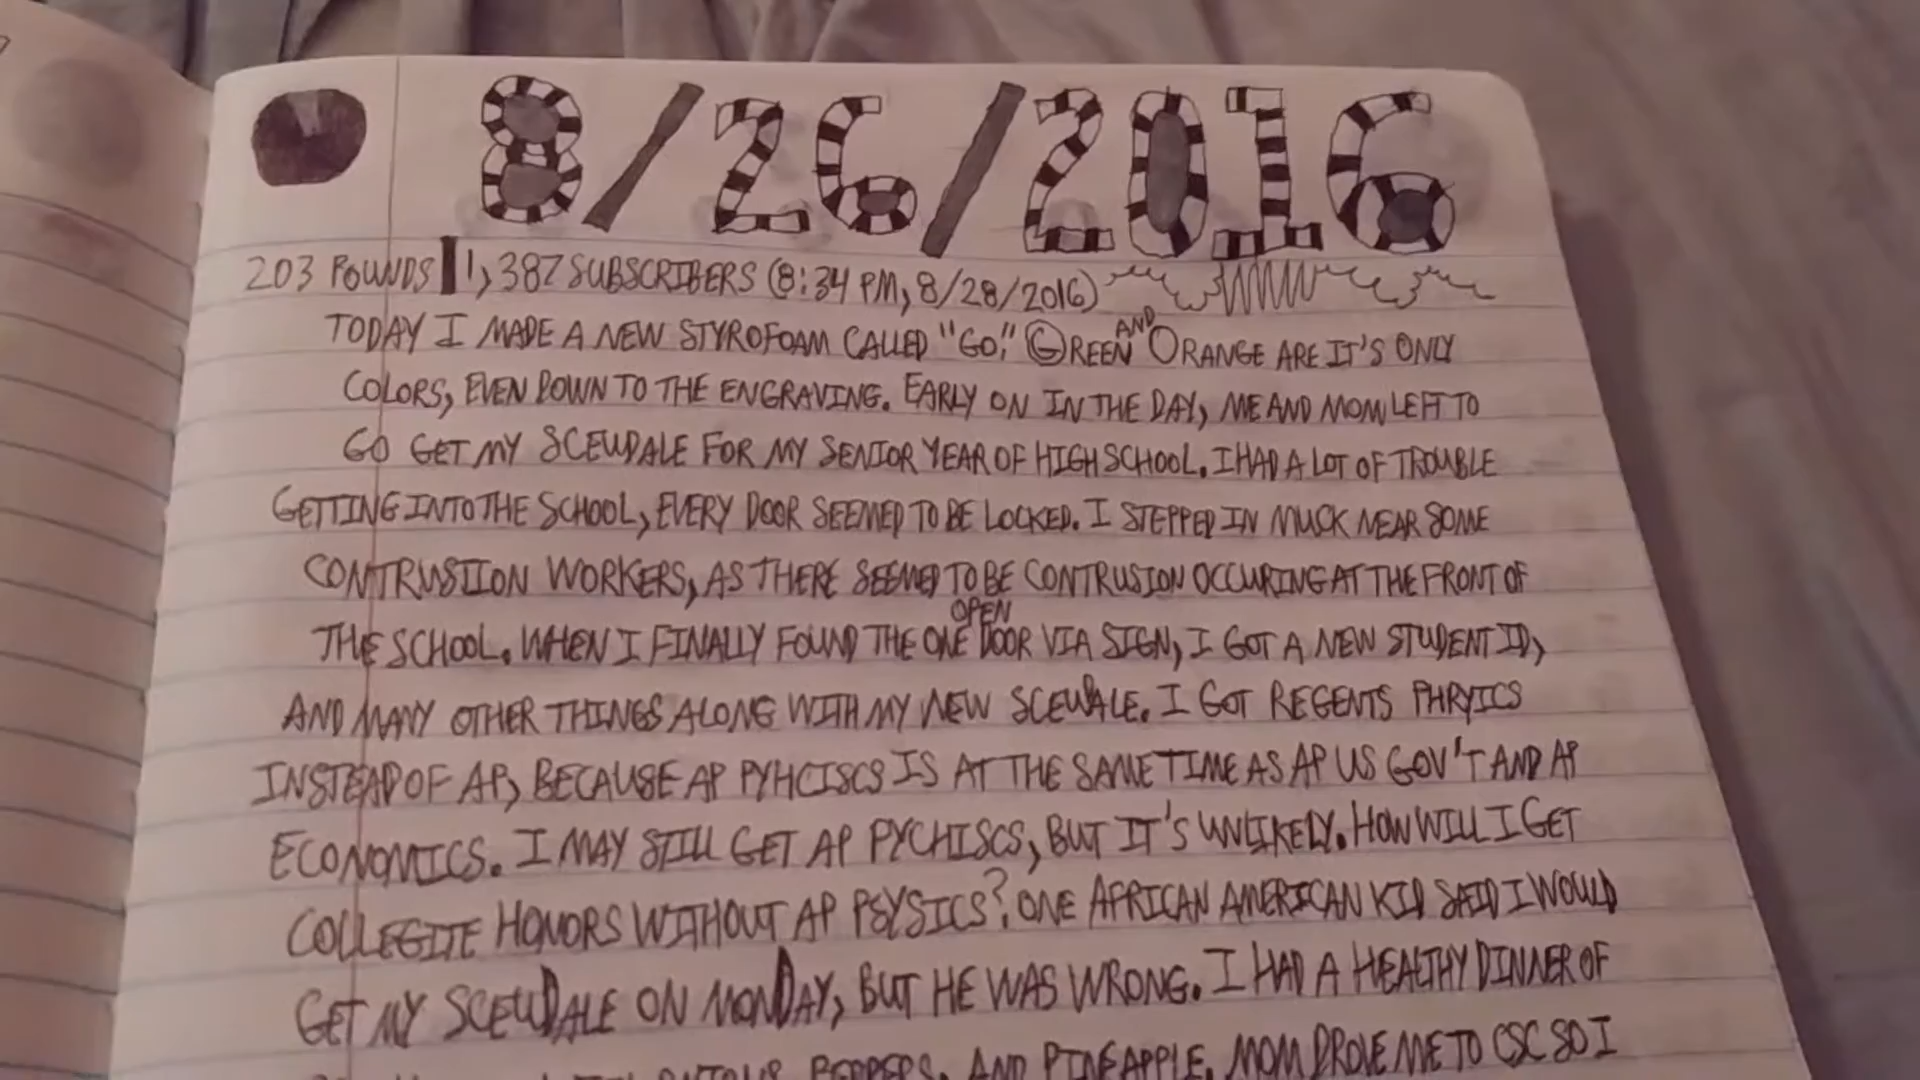 8/26/2016
203 POUNDS 1,387 SUBSCRIBERS (8:34 PM, 8/28/2016)
TODAY I MADE A NEW STYROFOAM CALLED "GO." GREEN AND ORANGE ARE IT'S ONLY
COLORS, EVEN DOWN TO THE ENGRAVING. EARLY ON IN THE DAY, ME AND MOM LEFT TO
GO GET MY SCEWDALE FOR MY SENIOR YEAR OF HIGH SCHOOL. I HAD A LOT OF TROUBLE
GETTING INTO THE SCHOOL, EVERY DOOR SEEMED TO BE LOCKED. I STEPPED IN MUCK NEAR SOME
CONTRUSTION WORKERS, AS THERE SEEMED TO BE CONTRUSION OCCURING AT THE FRONT OF
THE SCHOOL. WHEN I FINALLY FOUND THE ONE OPEN DOOR VIA SIGN, I GOT A NEW STUDENT ID,
AND MANY OTHER THINGS ALONG WITH MY NEW SCEWDALE. I GOT REGENTS PHRYICS
INSTEAD OF AP, BECAUSE AP PYHCISCS IS AT THE SAME TIME AS AP US GOV'T AND AP
ECONOMICS. I MAY STILL GET AP PYCHISCS, BUT IT'S UNLIKELY. HOW WILL I GET
COLLEGITE HONORS WITHOUT AP PSYSICS? ONE AFRICAN AMERICAN KID SAID I WOULD
GET MY SCEWDALE ON MONDAY, BUT HE WAS WRONG. I HAD A HEALTHY DINNER OF
PEPPERS, AND PINEAPPLE. MOM DROVE ME TO CSC SO I